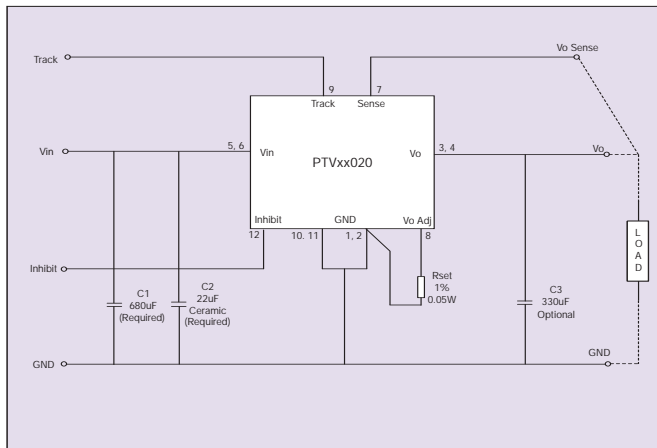 Track
Vo Sense
9
7
Track
Sense
Vin
5, 6
Vin
PTVxx020
Vo
3, 4
Vo
Inhibit
GND
Vo Adj
12
10. 11
1, 2
8
L
O
A
D
Inhibit
Rset
1%
0.05W
C1
680uF
(Required)
C2
22uF
Ceramic
(Required)
C3
330uF
Optional
GND
GND